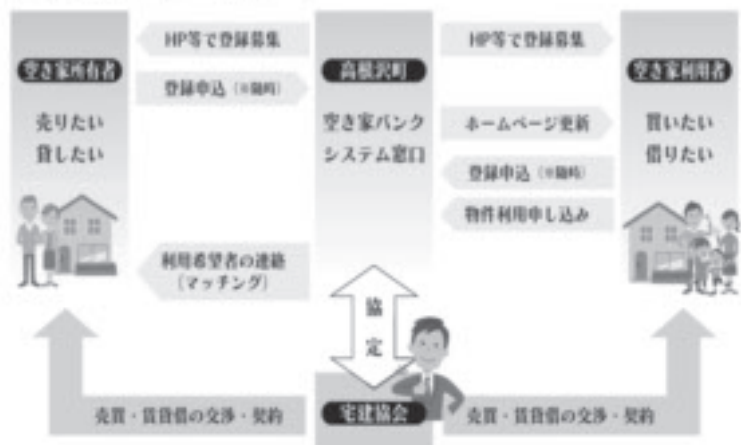 空き家所有者
売りたい
貸したい
HP等で登録募集
登録申込（※随時）
利用希望者の連絡
（マッチング）
高根沢町
空き家バンク
システム窓口
HP等で登録募集
ホームページ更新
登録申込（※随時）
物件利用申し込み
空き家利用者
買いたい
借りたい
協
定
売買・賃貸借の交渉・契約
宅建協会
売買・賃貸借の交渉・契約